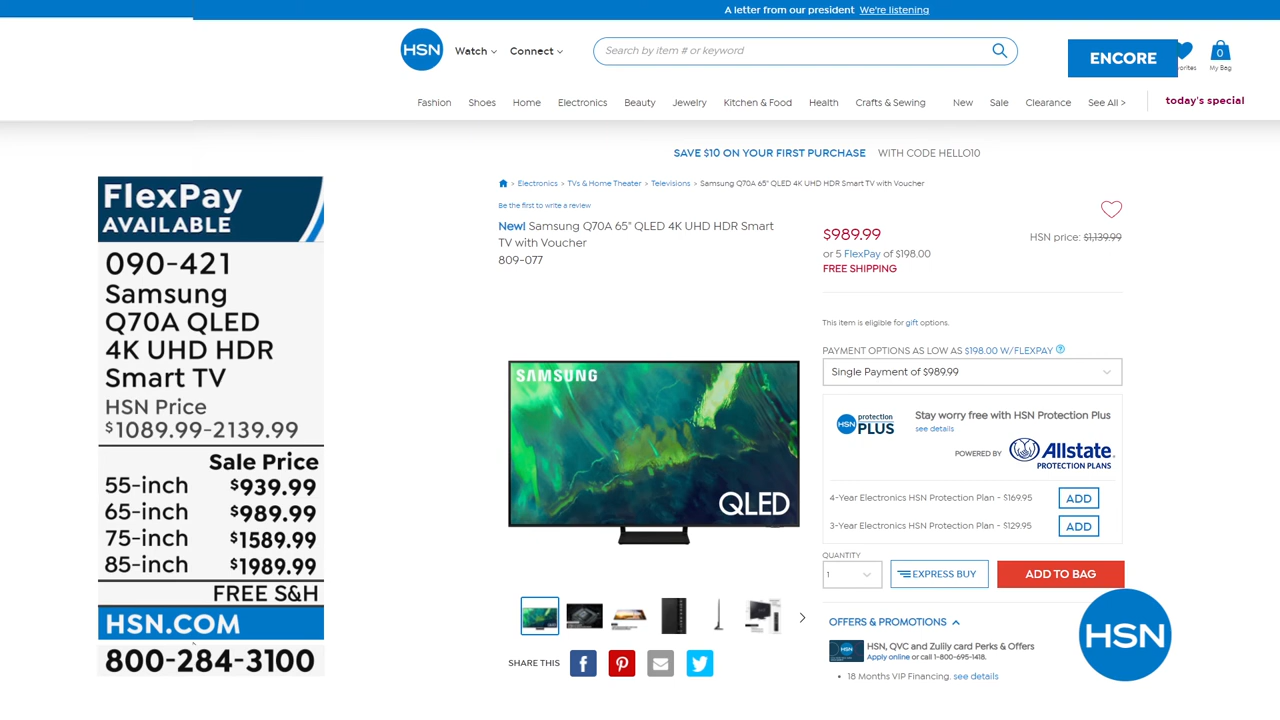 A letter from our president We're listening
HSN Watch Connect Search by item # or keyword ENCORE orites 0 My Bag
Fashion Shoes Home Electronics Beauty Jewelry Kitchen & Food Health Crafts & Sewing New Sale Clearance See All > today's special
SAVE $10 ON YOUR FIRST PURCHASE WITH CODE HELLO10
FlexPay
AVAILABLE
090-421
Samsung
Q70A QLED
4K UHD HDR
Smart TV
HSN Price
$1089.99-2139.99
Sale Price
55-inch $939.99
65-inch $989.99
75-inch $1589.99
85-inch $1989.99
FREE S&H
HSN.COM
800-284-3100
> Electronics > TVs & Home Theater > Televisions > Samsung Q70A 65" QLED 4K UHD HDR Smart TV with Voucher
Be the first to write a review
New! Samsung Q70A 65" QLED 4K UHD HDR Smart
TV with Voucher
809-077
SAMSUNG
QLED
SHARE THIS
$989.99 HSN price: $1,139.99
or 5 FlexPay of $198.00
FREE SHIPPING
This item is eligible for gift options.
PAYMENT OPTIONS AS LOW AS $198.00 W/FLEXPAY ?
Single Payment of $989.99
HSN protection PLUS
Stay worry free with HSN Protection Plus
see details
POWERED BY Allstate
PROTECTION PLANS
4-Year Electronics HSN Protection Plan - $169.95 ADD
3-Year Electronics HSN Protection Plan - $129.95 ADD
QUANTITY
1 EXPRESS BUY ADD TO BAG
OFFERS & PROMOTIONS
HSN, QVC and Zulily card Perks & Offers
Apply online or call 1-800-695-1418.
• 18 Months VIP Financing. see details
HSN